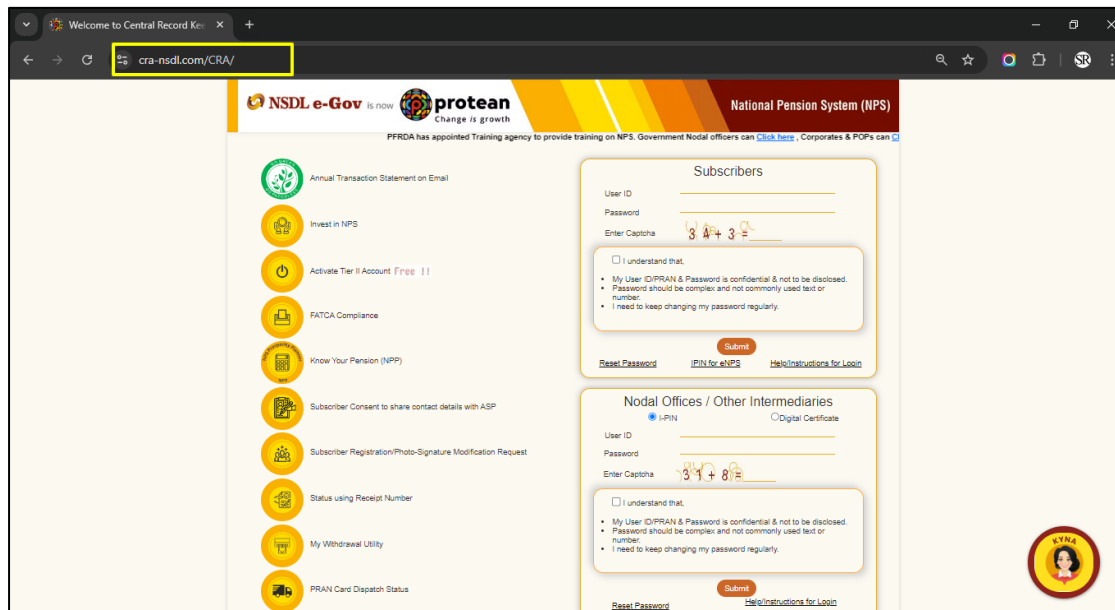 Welcome to Central Record Kee
cra-nsdl.com/CRA/
SR
NSDL e-Gov is now protean
Change is growth
National Pension System (NPS)
PFRDA has appointed Training agency to provide training on NPS. Government Nodal officers can Click here , Corporates & POPs can Cl
Annual Transaction Statement on Email
Invest in NPS
Activate Tier II Account Free !!
FATCA Compliance
Know Your Pension (NPP)
Subscriber Consent to share contact details with ASP
Subscriber Registration/Photo-Signature Modification Request
Status using Receipt Number
My Withdrawal Utility
PRAN Card Dispatch Status
Subscribers
User ID
Password
Enter Captcha 3 4 + 3 =
I understand that,
• My User ID/PRAN & Password is confidential & not to be disclosed.
• Password should be complex and not commonly used text or
number.
• I need to keep changing my password regularly.
Submit
Reset Password IPIN for eNPS Help/Instructions for Login
Nodal Offices / Other Intermediaries
I-PIN Digital Certificate
User ID
Password
Enter Captcha 3 1 + 8 =
I understand that,
• My User ID/PRAN & Password is confidential & not to be disclosed.
• Password should be complex and not commonly used text or
number.
• I need to keep changing my password regularly.
Submit
Reset Password Help/Instructions for Login
KYNA